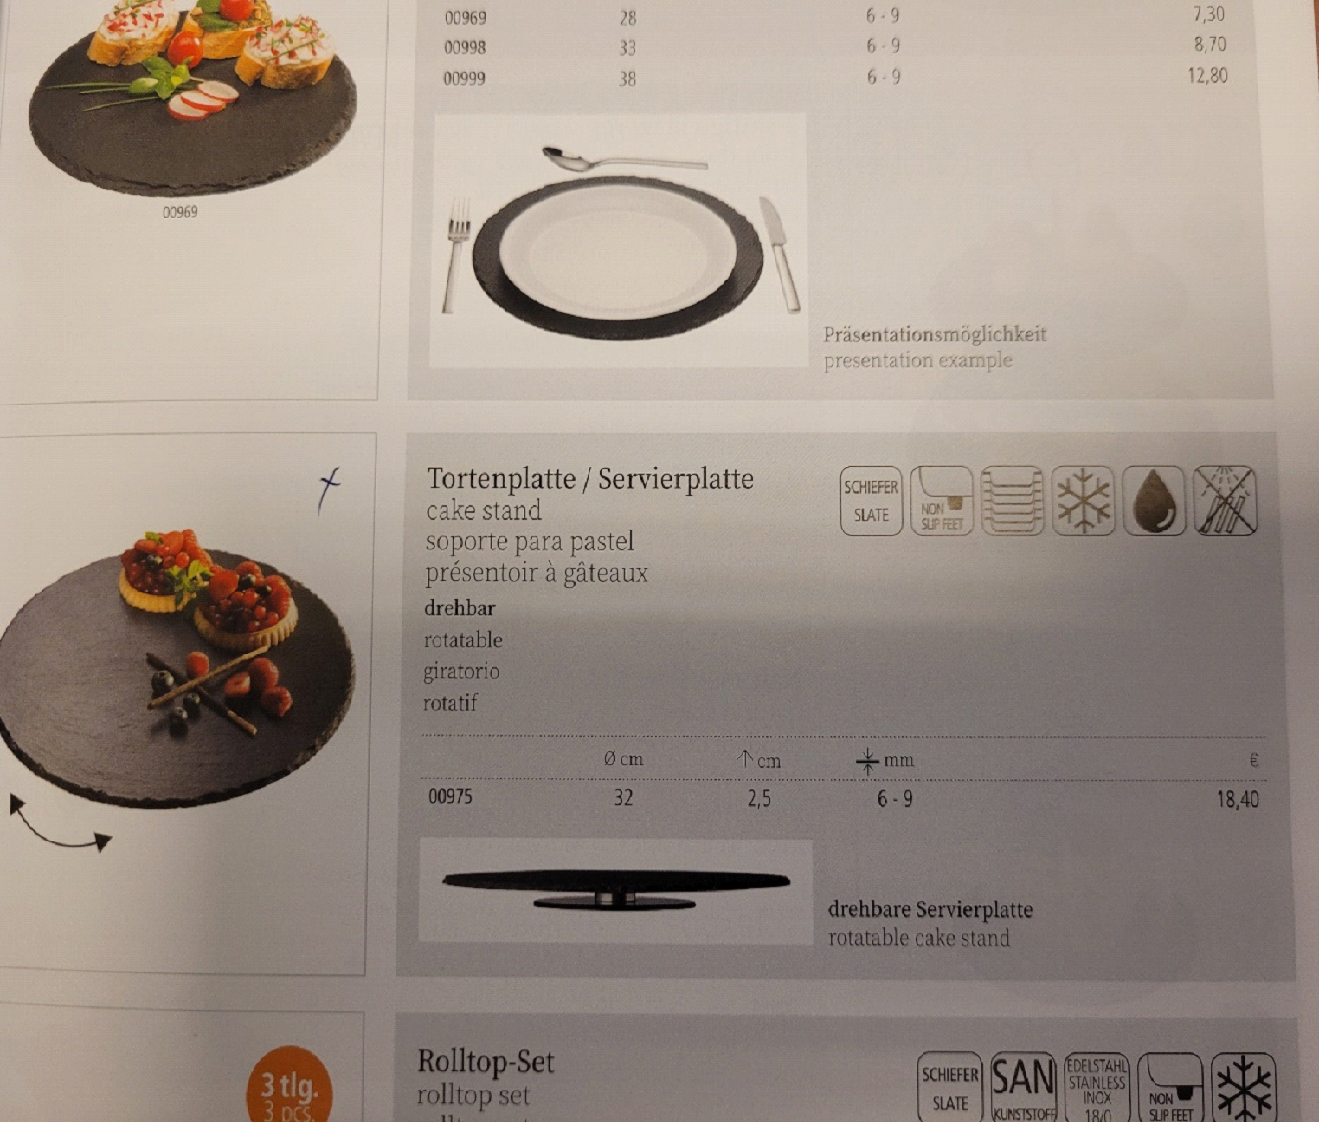 00969 28 6 - 9 7,30
00998 33 6 - 9 8,70
00999 38 6 - 9 12,80
00969
Präsentationsmöglichkeit
presentation example
Tortenplatte / Servierplatte
cake stand
soporte para pastel
présentoir à gâteaux
drehbar
rotatable
giratorio
rotatif
SCHIEFER
SLATE
NON
SLIP FEET
Ø cm ↑ cm mm €
00975 32 2,5 6 - 9 18,40
drehbare Servierplatte
rotatable cake stand
3 tlg.
3 pcs.
Rolltop-Set
rolltop set
SCHIEFER
SLATE
SAN
KUNSTSTOFF
EDELSTAHL
STAINLESS
INOX
18/0
NON
SLIP FEET